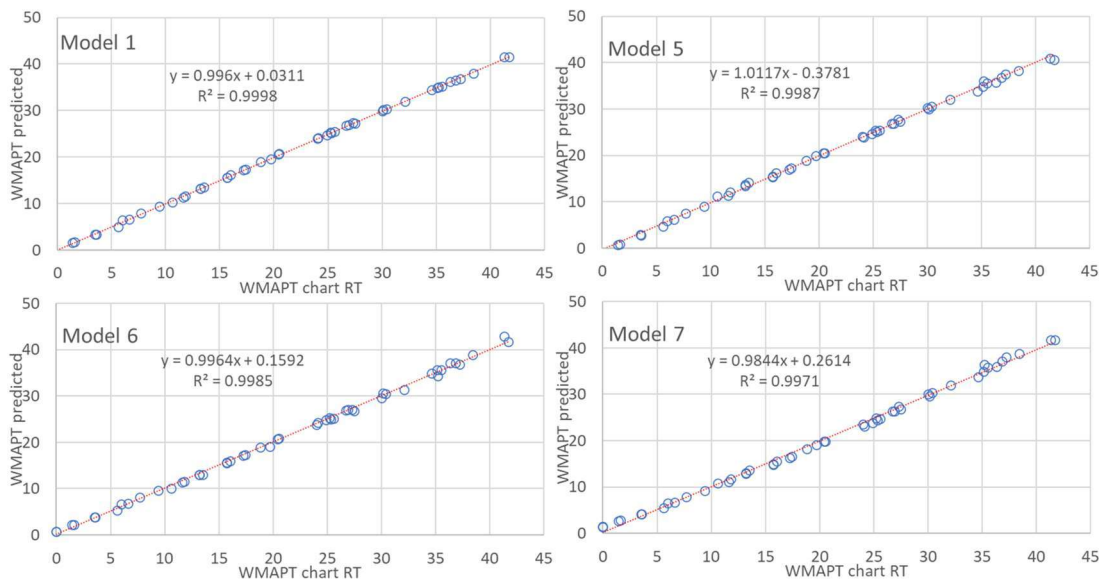 Model 1
y = 0.996x + 0.0311
R² = 0.9998
WMAPT predicted
50
40
30
20
10
0
0 5 10 15 20 25 30 35 40 45
WMAPT chart RT
Model 5
y = 1.0117x - 0.3781
R² = 0.9987
WMAPT predicted
50
40
30
20
10
0
0 5 10 15 20 25 30 35 40 45
WMAPT chart RT
Model 6
y = 0.9964x + 0.1592
R² = 0.9985
WMAPT predicted
50
40
30
20
10
0
0 5 10 15 20 25 30 35 40 45
WMAPT chart RT
Model 7
y = 0.9844x + 0.2614
R² = 0.9971
WMAPT predicted
50
40
30
20
10
0
0 5 10 15 20 25 30 35 40 45
WMAPT chart RT